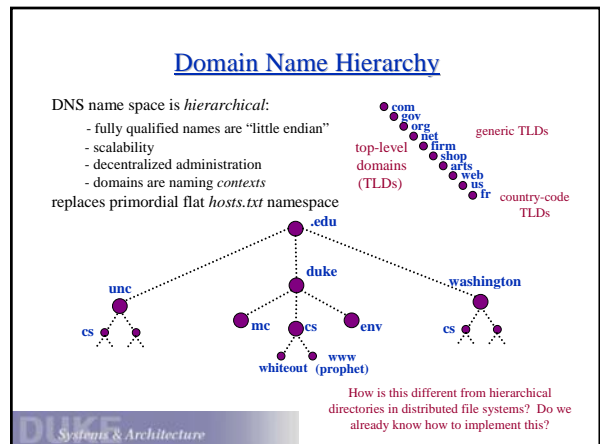 Domain Name Hierarchy
DNS name space is hierarchical:
- fully qualified names are “little endian”
- scalability
- decentralized administration
- domains are naming contexts
replaces primordial flat hosts.txt namespace
com
gov
org
net
firm
shop
arts
web
us
fr
generic TLDs
top-level
domains
(TLDs)
country-code
TLDs
.edu
unc
duke
washington
cs
mc
cs
env
cs
whiteout
www
(prophet)
How is this different from hierarchical
directories in distributed file systems? Do we
already know how to implement this?
DUKE
Systems & Architecture